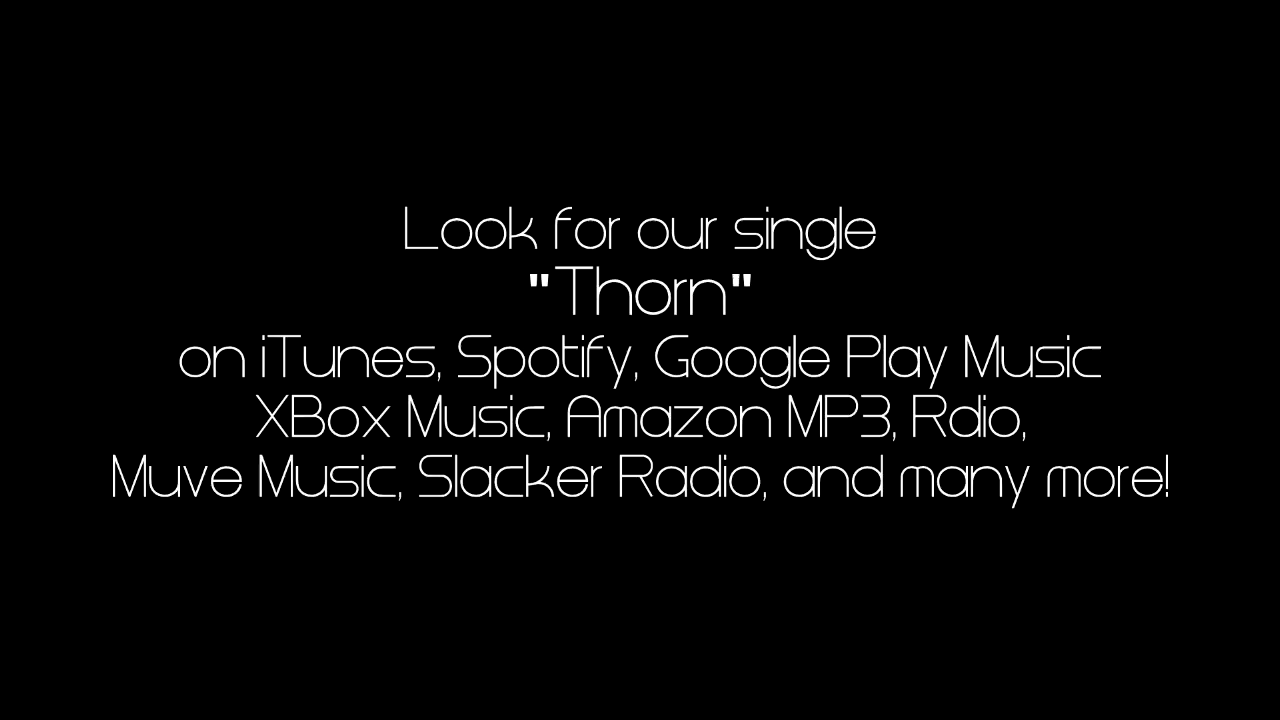 Look for our single
"Thorn"
on iTunes, Spotify, Google Play Music
XBox Music, Amazon MP3, Rdio,
Muve Music, Slacker Radio, and many more!